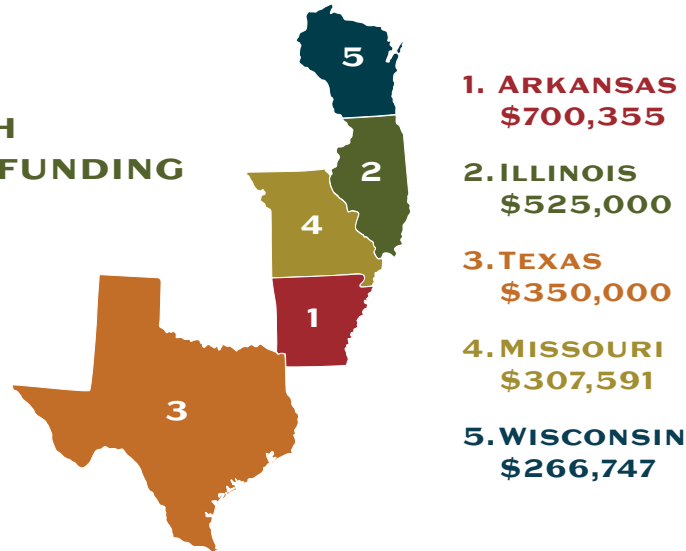 FUNDING
5
2
4
1
3
1. ARKANSAS
$700,355
2. ILLINOIS
$525,000
3. TEXAS
$350,000
4. MISSOURI
$307,591
5. WISCONSIN
$266,747